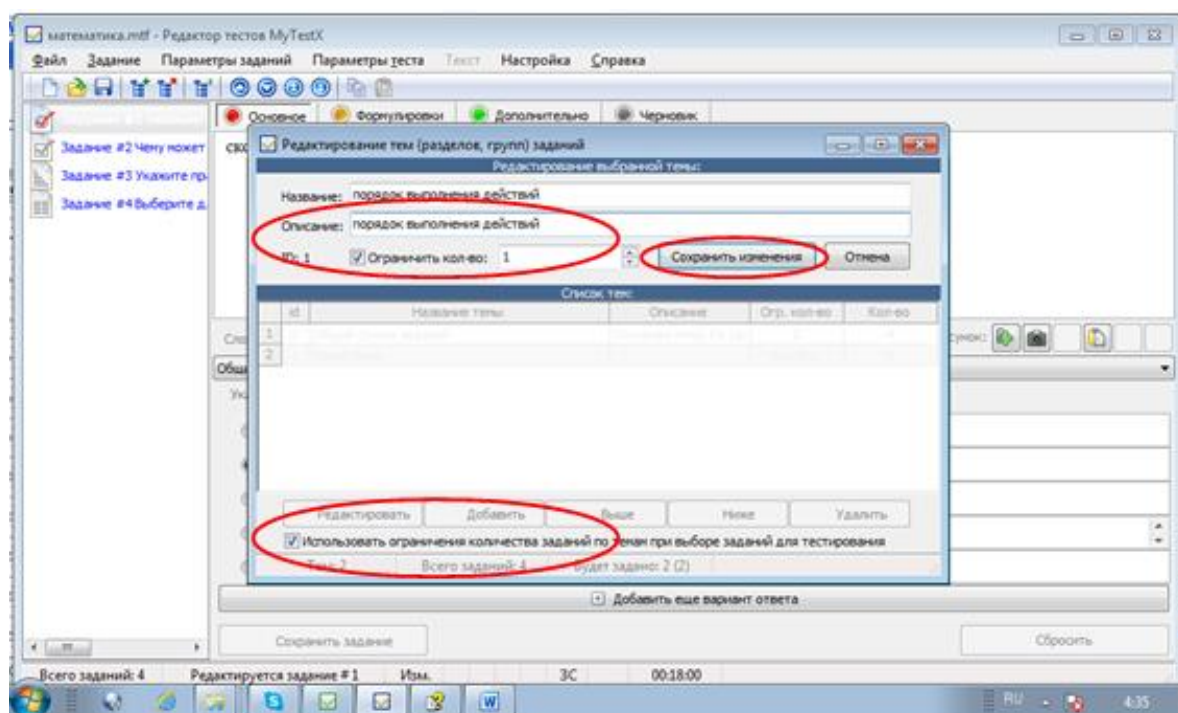 математика.mtf - Редактор тестов MyTestX
Файл Задание Параметры заданий Параметры теста Текст Настройка Справка
Основное Формулировки Дополнительно Черновик
Задание #2 Чему может
Задание #3 Укажите пр
Задание #4 Выберите д
Редактирование тем (разделов, групп) заданий
Редактирование выбранной темы:
Название: порядок выполнения действий
Описание: порядок выполнения действий
ID: 1 Ограничить кол-во: 1 Сохранить изменения Отмена
Список тем:
id Название темы Описание Огр. кол-во Кол-во
1
2
Редактировать Добавить Выше Ниже Удалить
Использовать ограничения количества заданий по темам при выборе заданий для тестирования
Тем: 2 Всего заданий: 4 Будет задано: 2 (2)
Добавить еще вариант ответа
Сохранить задание Сбросить
Всего заданий: 4 Редактируется задание # 1 Изм. ЗС 00:18:00
RU 4:35